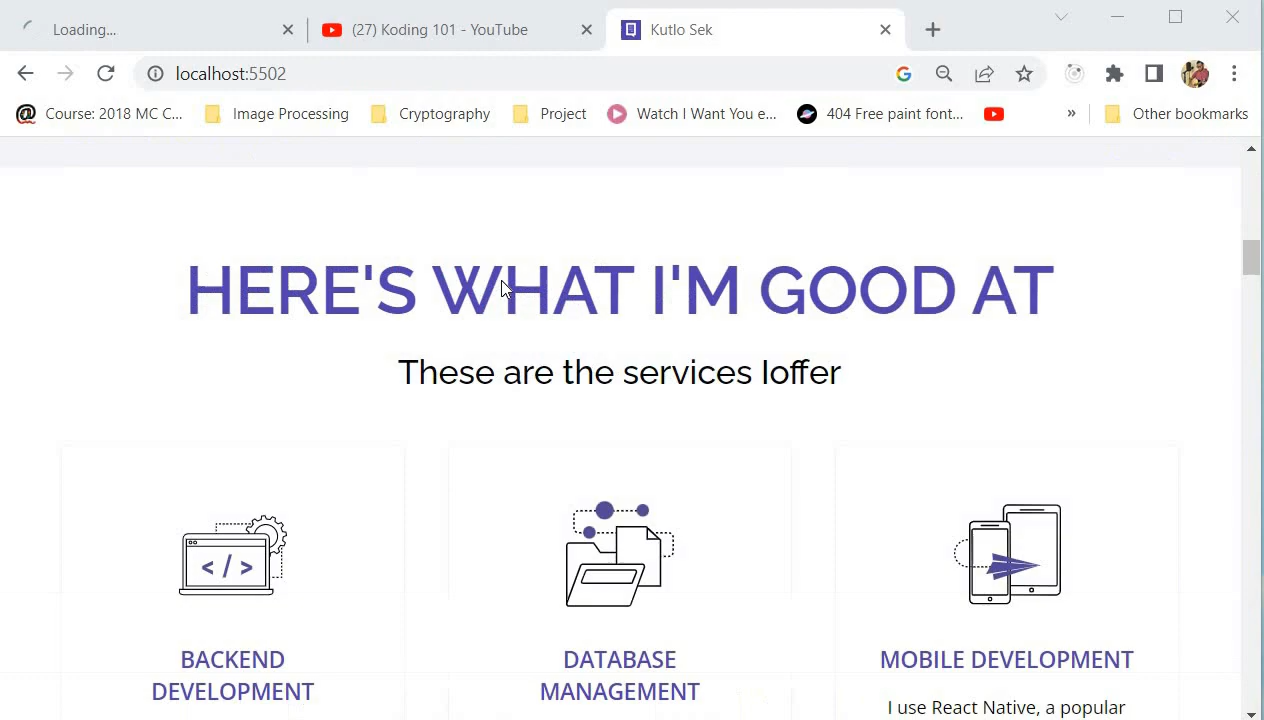 Loading...
(27) Koding 101 - YouTube
Kutlo Sek
localhost:5502
Course: 2018 MC C...
Image Processing
Cryptography
Project
Watch I Want You e...
404 Free paint font...
»
Other bookmarks
HERE'S WHAT I'M GOOD AT
These are the services Ioffer
</>
BACKEND
DEVELOPMENT
DATABASE
MANAGEMENT
MOBILE DEVELOPMENT
I use React Native, a popular